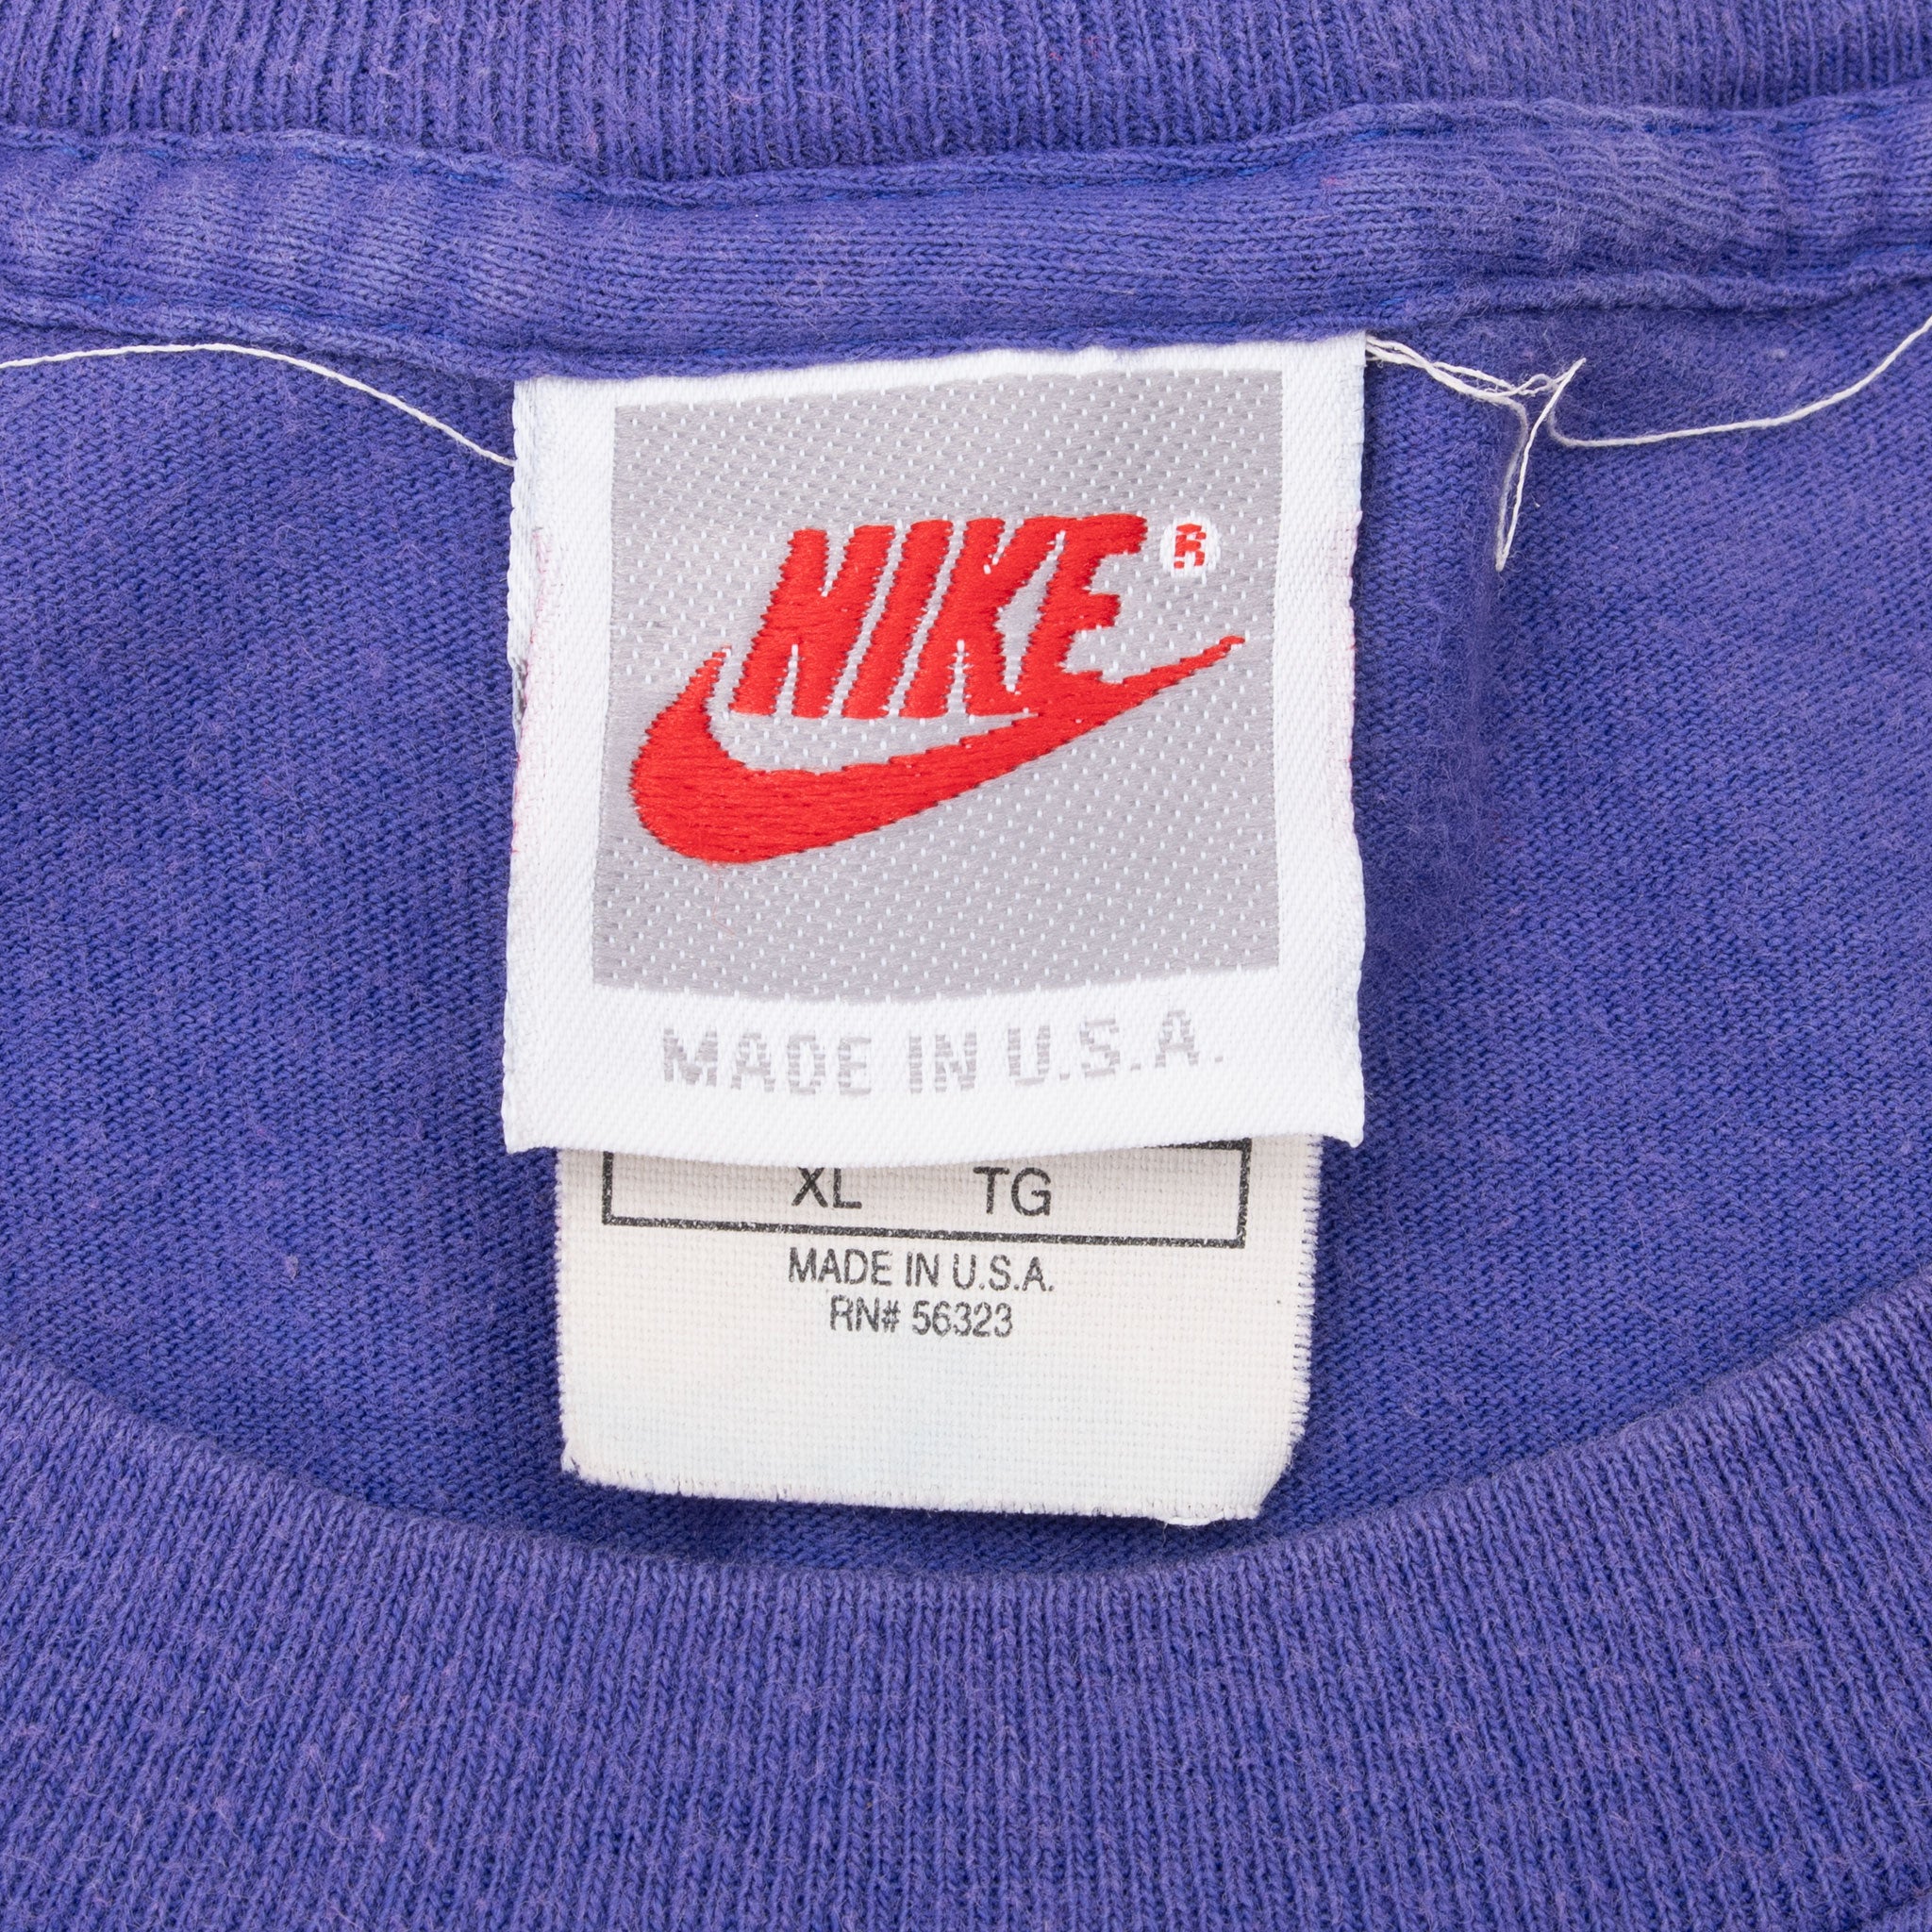 NIKE ®
MADE IN U.S.A.
XL TG
MADE IN U.S.A.
RN# 56323